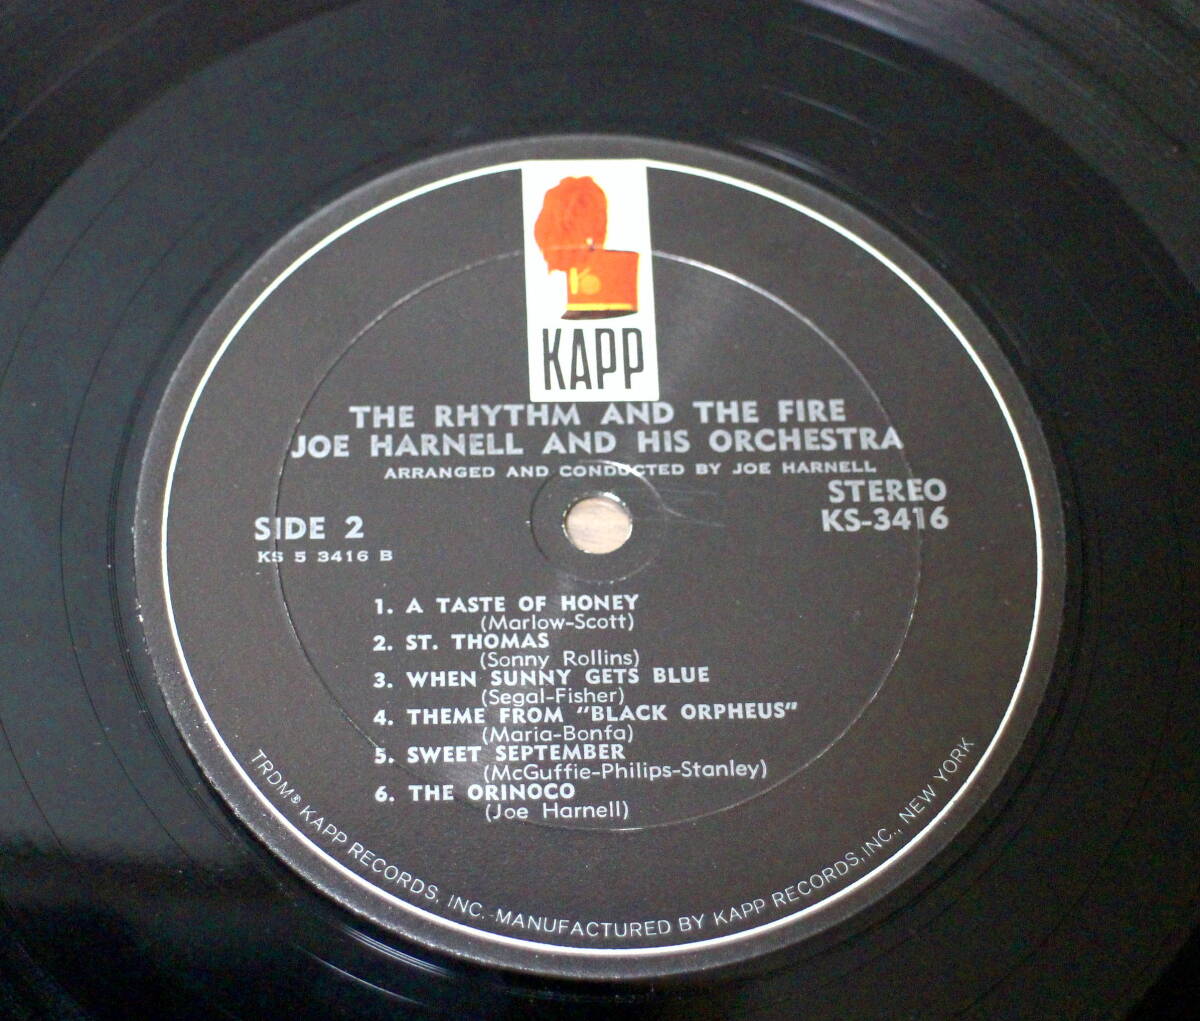 KAPP
THE RHYTHM AND THE FIRE
JOE HARNELL AND HIS ORCHESTRA
ARRANGED AND CONDUCTED BY JOE HARNELL
STEREO
KS-3416
SIDE 2
KS 5 3416 B
1. A TASTE OF HONEY
(Marlow-Scott)
2. ST. THOMAS
(Sonny Rollins)
3. WHEN SUNNY GETS BLUE
(Segal-Fisher)
4. THEME FROM "BLACK ORPHEUS"
(Maria-Bonfa)
5. SWEET SEPTEMBER
(McGuffie-Philips-Stanley)
6. THE ORINOCO
(Joe Harnell)
TRDM® KAPP RECORDS, INC. · MANUFACTURED BY KAPP RECORDS, INC., NEW YORK